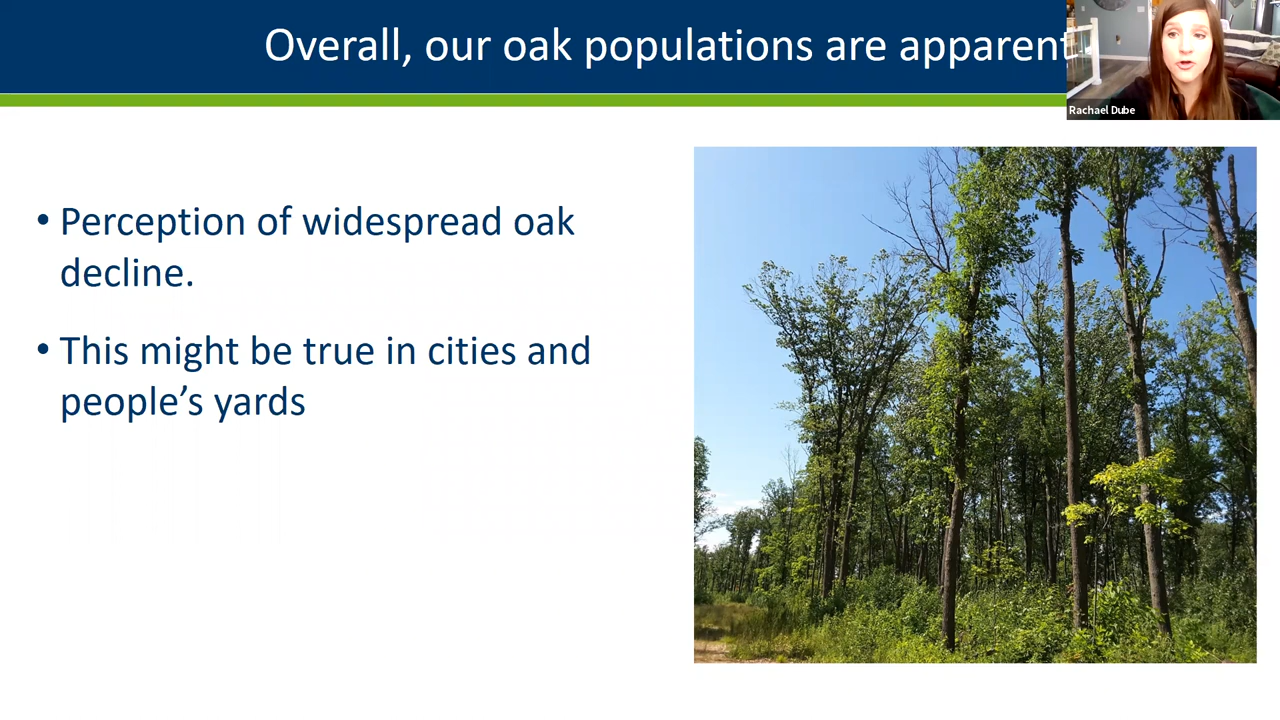 Overall, our oak populations are apparent
Rachael Dube
• Perception of widespread oak
decline.
• This might be true in cities and
people’s yards